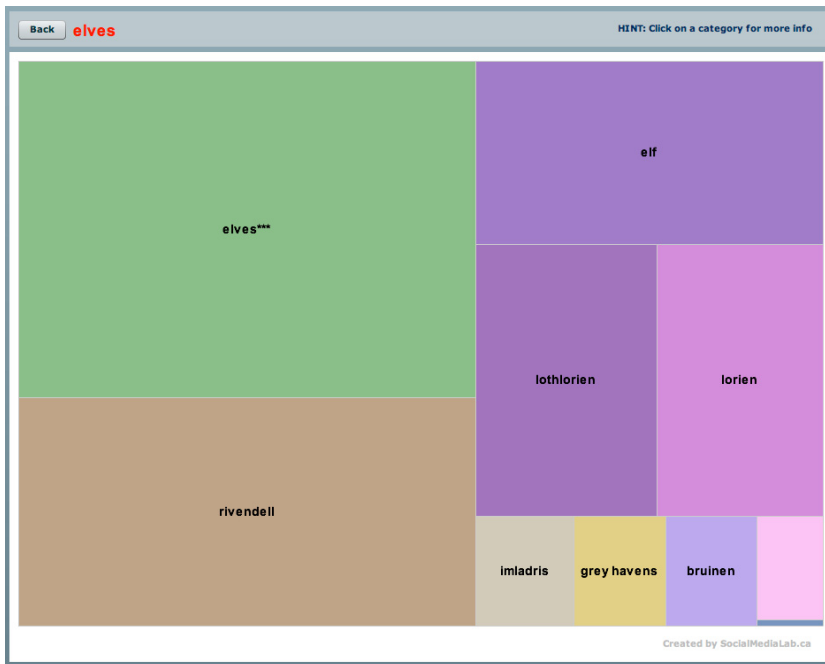 Back elves HINT: Click on a category for more info
elf
elves***
lothlorien lorien
rivendell
imladris grey havens bruinen
Created by SocialMediaLab.ca